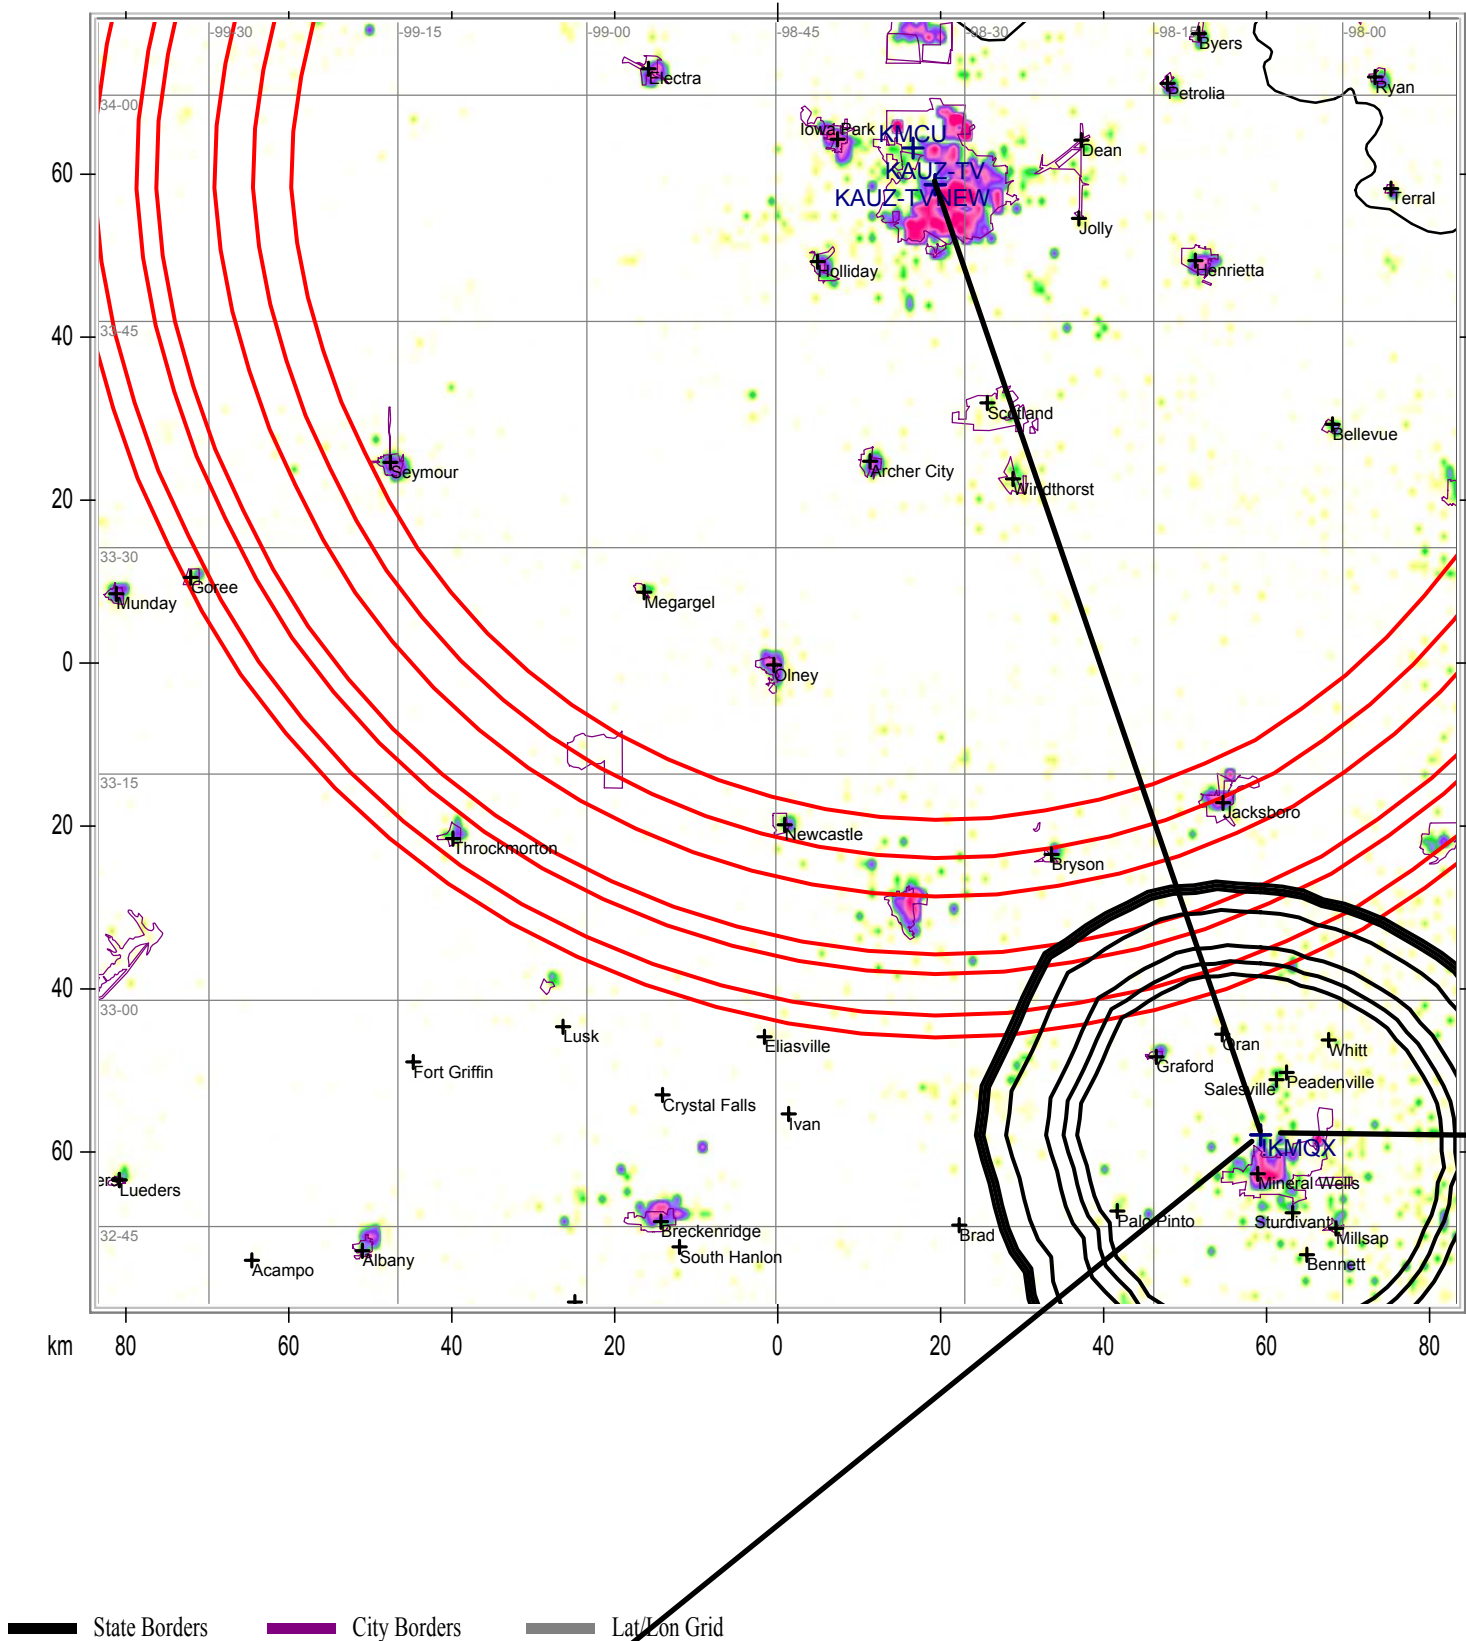 -99-30
-99-15
-99-00
-98-45
-98-30
-98-15
-98-00
Byers
Electra
Petrolia
Ryan
34-00
Iowa Park
KMCU
Dean
60
KAUZ-TV
KAUZ-TVNEW
Terral
Jolly
Holliday
Henrietta
33-45
40
Scotland
Bellevue
Seymour
Archer City
Windthorst
20
33-30
Goree
Munday
Megargel
0
Olney
33-15
Jacksboro
20
Newcastle
Throckmorton
Bryson
40
33-00
Lusk
Eliasville
Oran
Whitt
Graford
Fort Griffin
Salesville
Peadenville
Crystal Falls
Ivan
60
KMQX
Lueders
Mineral Wells
Palo Pinto
Sturdivant
32-45
Breckenridge
Brad
Millsap
Albany
South Hanlon
Bennett
Acampo
km 80 60 40 20 0 20 40 60 80
State Borders City Borders Lat/Lon Grid